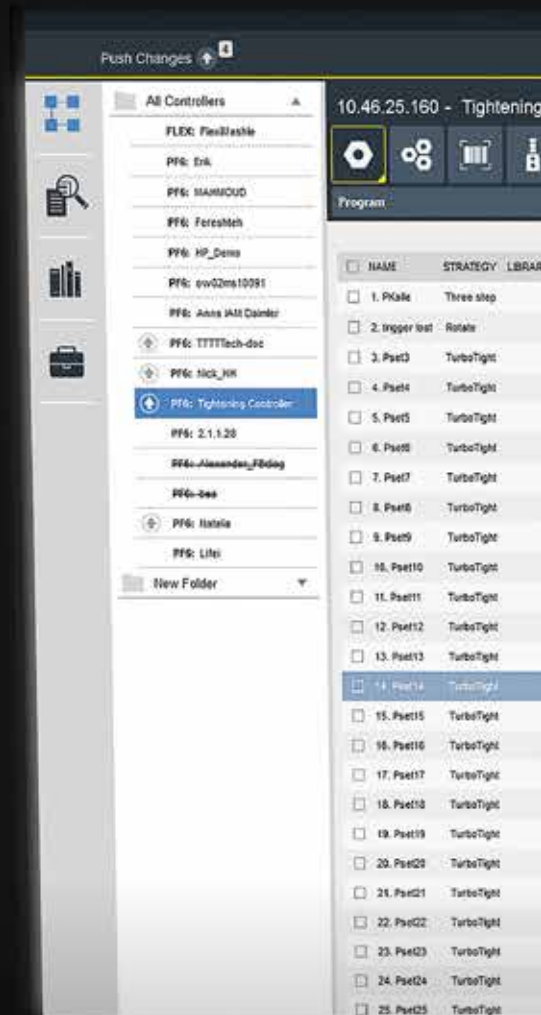 Push Changes 4
All Controllers
FLEX: FlexWashie
PF6: Erik
PF6: MAHMOUD
PF6: Fereshteh
PF6: HP_Demo
PF6: ow02ms10091
PF6: Anna IAM Daimler
PF6: TTTTTech-doc
PF6: Nick_HH
PF6: Tightening Controller
PF6: 2.1.1.28
PF6: Alexander_FBdiag
PF6: bea
PF6: Natalia
PF6: Lifei
New Folder
10.46.25.160 - Tightening
Program
NAME STRATEGY LIBRAR
1. PKalle Three step
2. trigger lost Rotate
3. Pset3 TurboTight
4. Pset4 TurboTight
5. Pset5 TurboTight
6. Pset6 TurboTight
7. Pset7 TurboTight
8. Pset8 TurboTight
9. Pset9 TurboTight
10. Pset10 TurboTight
11. Pset11 TurboTight
12. Pset12 TurboTight
13. Pset13 TurboTight
14. Pset14 TurboTight
15. Pset15 TurboTight
16. Pset16 TurboTight
17. Pset17 TurboTight
18. Pset18 TurboTight
19. Pset19 TurboTight
20. Pset20 TurboTight
21. Pset21 TurboTight
22. Pset22 TurboTight
23. Pset23 TurboTight
24. Pset24 TurboTight
25. Pset25 TurboTight